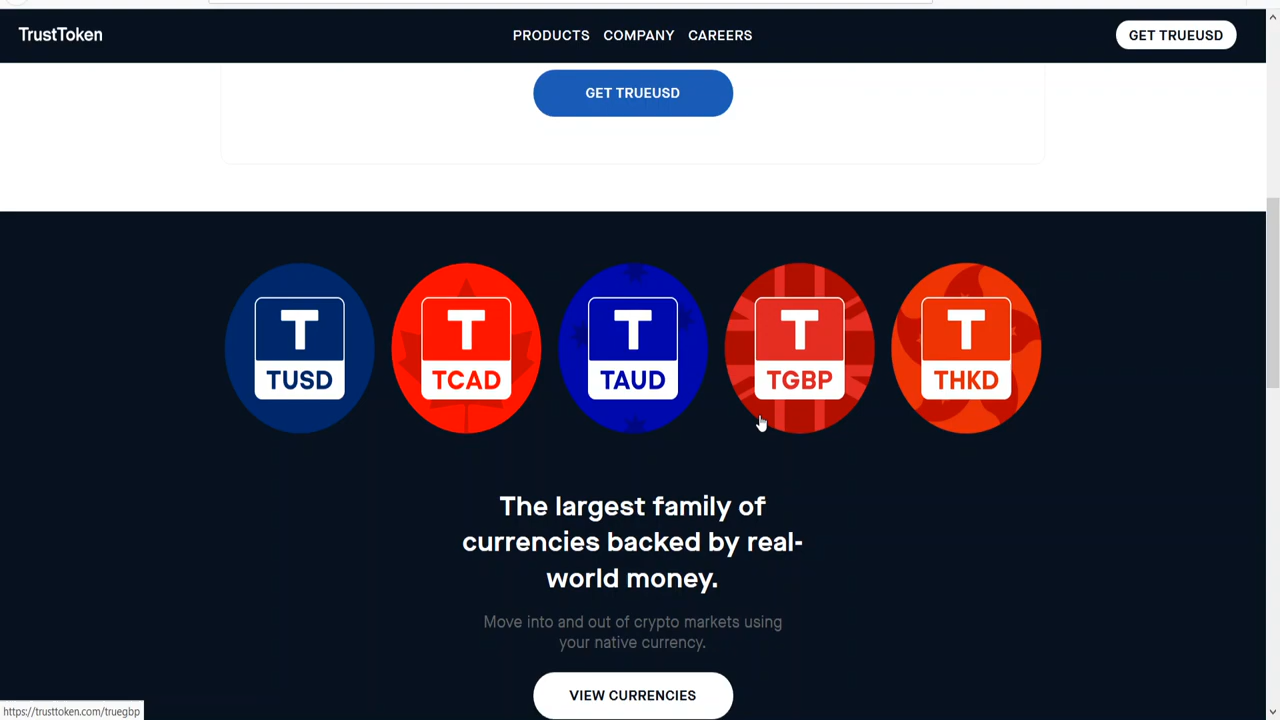 TrustToken
PRODUCTS COMPANY CAREERS
GET TRUEUSD
GET TRUEUSD
T
TUSD
T
TCAD
T
TAUD
T
TGBP
T
THKD
The largest family of
currencies backed by real-
world money.
Move into and out of crypto markets using
your native currency.
VIEW CURRENCIES
https://trusttoken.com/truegbp